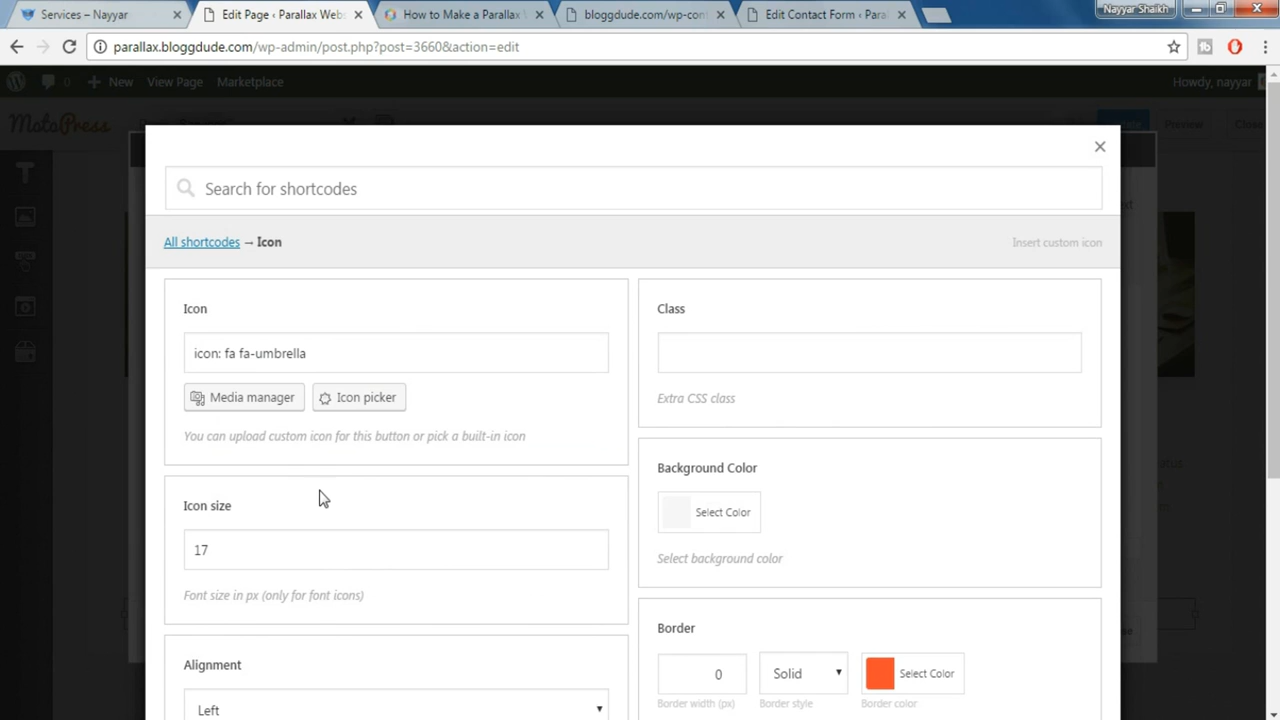 Services – Nayyar
Edit Page ‹ Parallax Webs
How to Make a Parallax
bloggdude.com/wp-cont
Edit Contact Form ‹ Para
Nayyar Shaikh
parallax.bloggdude.com/wp-admin/post.php?post=3660&action=edit
0 New View Page Marketplace
Howdy, nayyar
MotoPress
Preview
Close
Search for shortcodes
All shortcodes → Icon
Insert custom icon
Icon
icon: fa fa-umbrella
Media manager
Icon picker
You can upload custom icon for this button or pick a built-in icon
Icon size
17
Font size in px (only for font icons)
Alignment
Left
Class
Extra CSS class
Background Color
Select Color
Select background color
Border
0
Solid
Select Color
Border width (px)
Border style
Border color